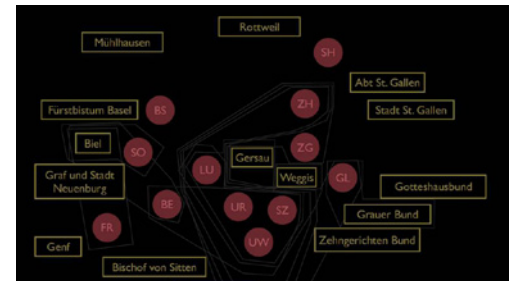 Rottweil
Mühlhausen
SH
Abt St. Gallen
Fürstbistum Basel
BS
ZH
Stadt St. Gallen
Biel
SO
ZG
Gersau
LU
Weggis
GL
Graf und Stadt
Neuenburg
Gotteshausbund
BE
UR
SZ
Grauer Bund
FR
Zehngerichten Bund
UW
Genf
Bischof von Sitten